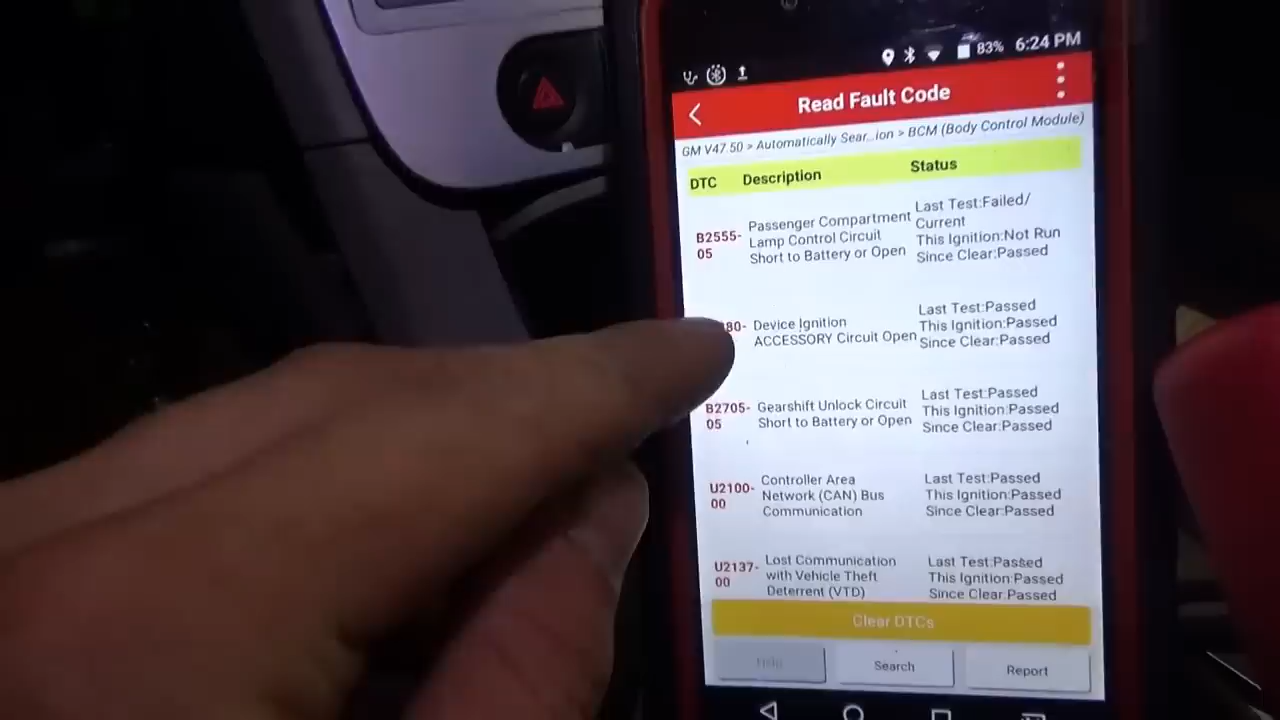 83% 6:24 PM
Read Fault Code
GM V47.50 > Automatically Sear...ion > BCM (Body Control Module)
DTC Description Status
B2555-05 Passenger Compartment Lamp Control Circuit Short to Battery or Open
Last Test:Failed/
Current
This Ignition:Not Run
Since Clear:Passed
80-
Device Ignition
ACCESSORY Circuit Open
Last Test:Passed
This Ignition:Passed
Since Clear:Passed
B2705-
05
Gearshift Unlock Circuit
Short to Battery or Open
Last Test:Passed
This Ignition:Passed
Since Clear:Passed
U2100-
00
Controller Area
Network (CAN) Bus
Communication
Last Test:Passed
This Ignition:Passed
Since Clear:Passed
U2137-
00
Lost Communication
with Vehicle Theft
Deterrent (VTD)
Last Test:Passed
This Ignition:Passed
Since Clear:Passed
Clear DTCs
Help Search Report